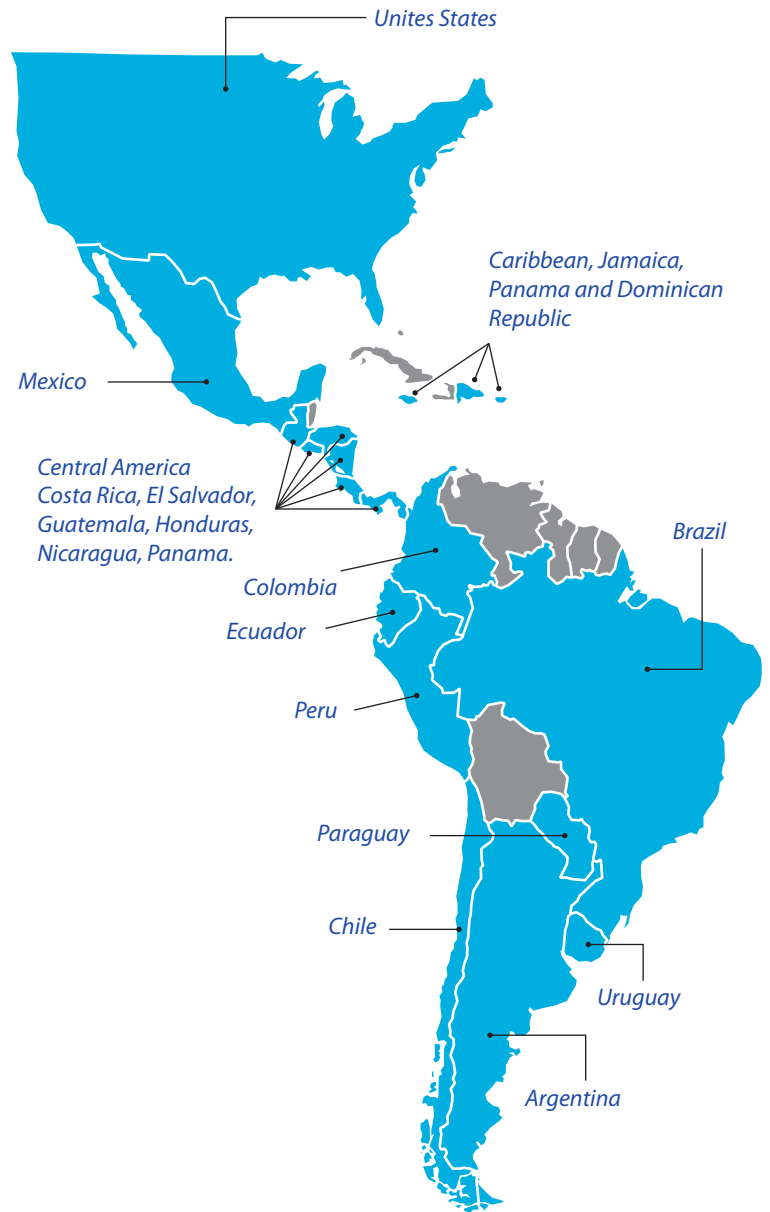 Unites States
Caribbean, Jamaica,
Panama and Dominican
Republic
Mexico
Central America
Costa Rica, El Salvador,
Guatemala, Honduras,
Nicaragua, Panama.
Brazil
Colombia
Ecuador
Peru
Paraguay
Chile
Uruguay
Argentina